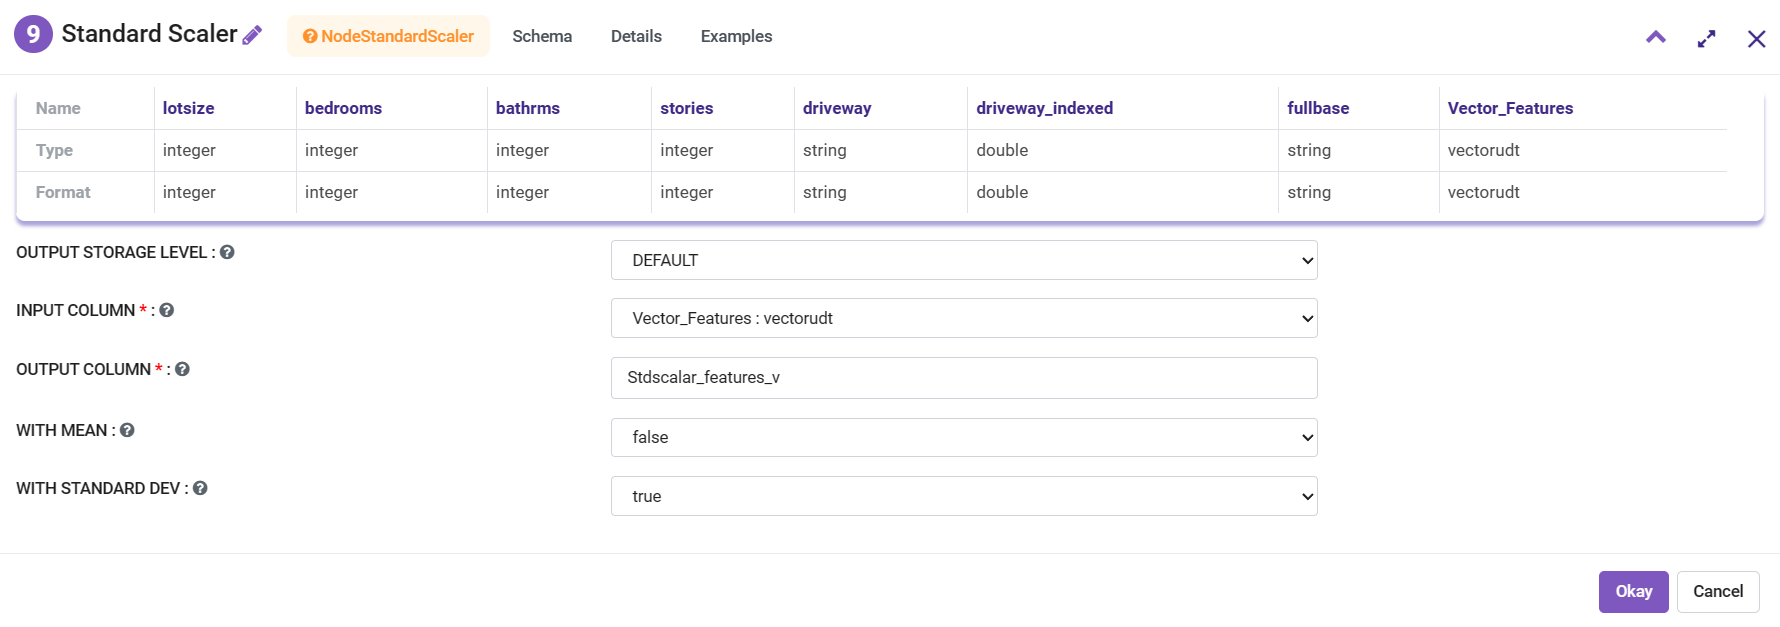 9 Standard Scaler NodeStandardScaler Schema Details Examples
Name lotsize bedrooms bathrms stories driveway driveway_indexed fullbase Vector_Features
Type integer integer integer integer string double string vectorudt
Format integer integer integer integer string double string vectorudt
OUTPUT STORAGE LEVEL : DEFAULT
INPUT COLUMN * : Vector_Features : vectorudt
OUTPUT COLUMN * : Stdscalar_features_v
WITH MEAN : false
WITH STANDARD DEV : true
Okay Cancel